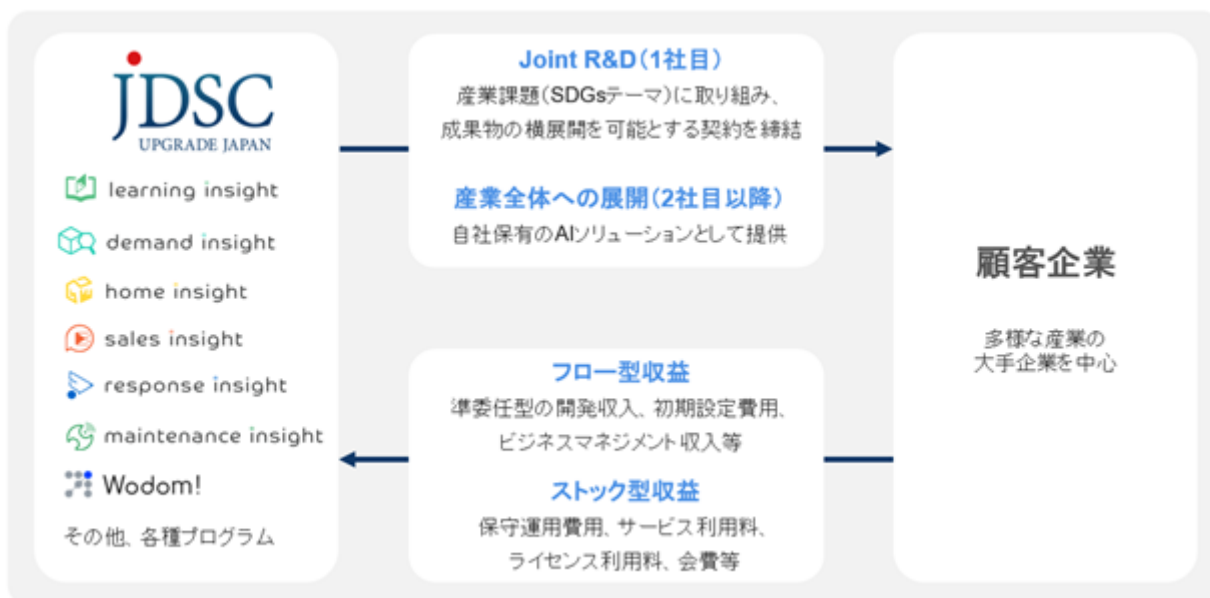 JDSC
UPGRADE JAPAN
learning insight
demand insight
home insight
sales insight
response insight
maintenance insight
Wodom!
その他、各種プログラム
Joint R&D(1社目)
産業課題(SDGsテーマ)に取り組み、
成果物の横展開を可能とする契約を締結
産業全体への展開(2社目以降)
自社保有のAIソリューションとして提供
フロー型収益
準委任型の開発収入、初期設定費用、
ビジネスマネジメント収入等
ストック型収益
保守運用費用、サービス利用料、
ライセンス利用料、会費等
顧客企業
多様な産業の
大手企業を中心